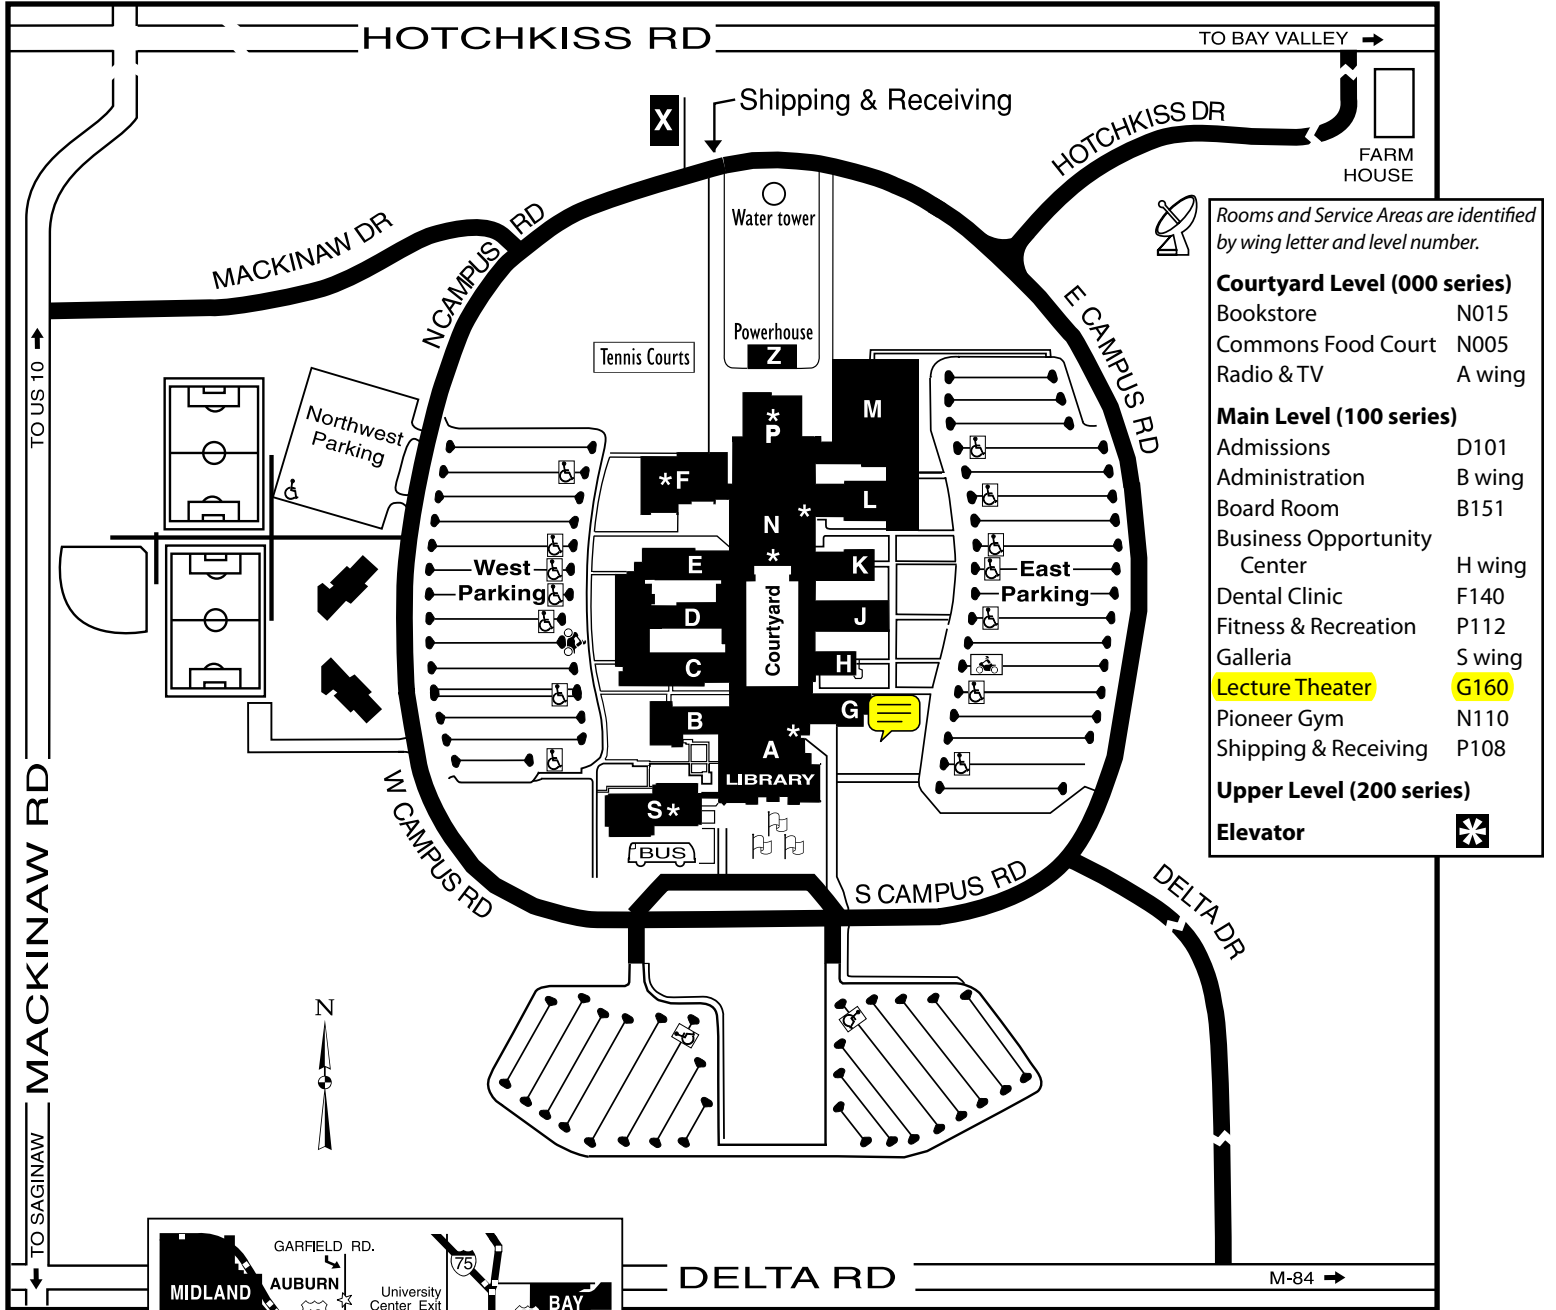 HOTCHKISS RD
TO BAY VALLEY
X
Shipping & Receiving
HOTCHKISS DR
FARM
HOUSE
Water tower
MACKINAW DR
N CAMPUS RD
E CAMPUS RD
Powerhouse
Z
Tennis Courts
TO US 10
Northwest
Parking
M
* P
* F
L
N *
*
E
K
West
Parking
East
Parking
D
Courtyard
J
C
H
B
G
A *
LIBRARY
S *
BUS
W CAMPUS RD
S CAMPUS RD
DELTA DR
MACKINAW RD
N
TO SAGINAW
DELTA RD
M-84
Rooms and Service Areas are identified
by wing letter and level number.
Courtyard Level (000 series)
Bookstore N015
Commons Food Court N005
Radio & TV A wing
Main Level (100 series)
Admissions D101
Administration B wing
Board Room B151
Business Opportunity
Center H wing
Dental Clinic F140
Fitness & Recreation P112
Galleria S wing
Lecture Theater G160
Pioneer Gym N110
Shipping & Receiving P108
Upper Level (200 series)
Elevator *
GARFIELD RD.
75
MIDLAND
AUBURN
University
Center Exit
BAY